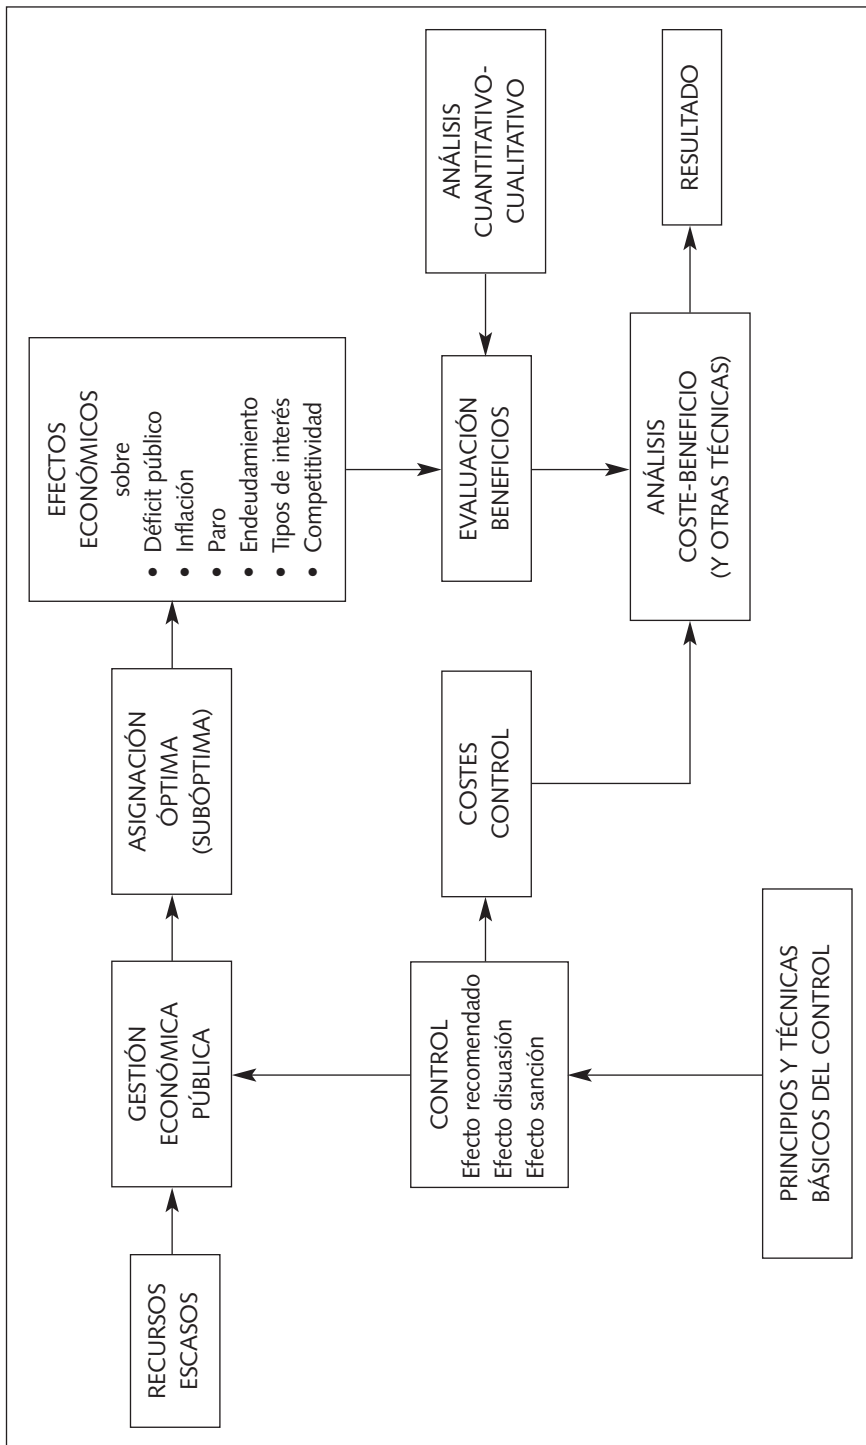 RECURSOS
ESCASOS
GESTIÓN
ECONÓMICA
PÚBLICA
ASIGNACIÓN
ÓPTIMA
(SUBÓPTIMA)
EFECTOS
ECONÓMICOS
sobre
• Déficit público
• Inflación
• Paro
• Endeudamiento
• Tipos de interés
• Competitividad
CONTROL
Efecto recomendado
Efecto disuasión
Efecto sanción
COSTES
CONTROL
EVALUACIÓN
BENEFICIOS
ANÁLISIS
CUANTITATIVO-
CUALITATIVO
PRINCIPIOS Y TÉCNICAS
BÁSICOS DEL CONTROL
ANÁLISIS
COSTE-BENEFICIO
(Y OTRAS TÉCNICAS)
RESULTADO